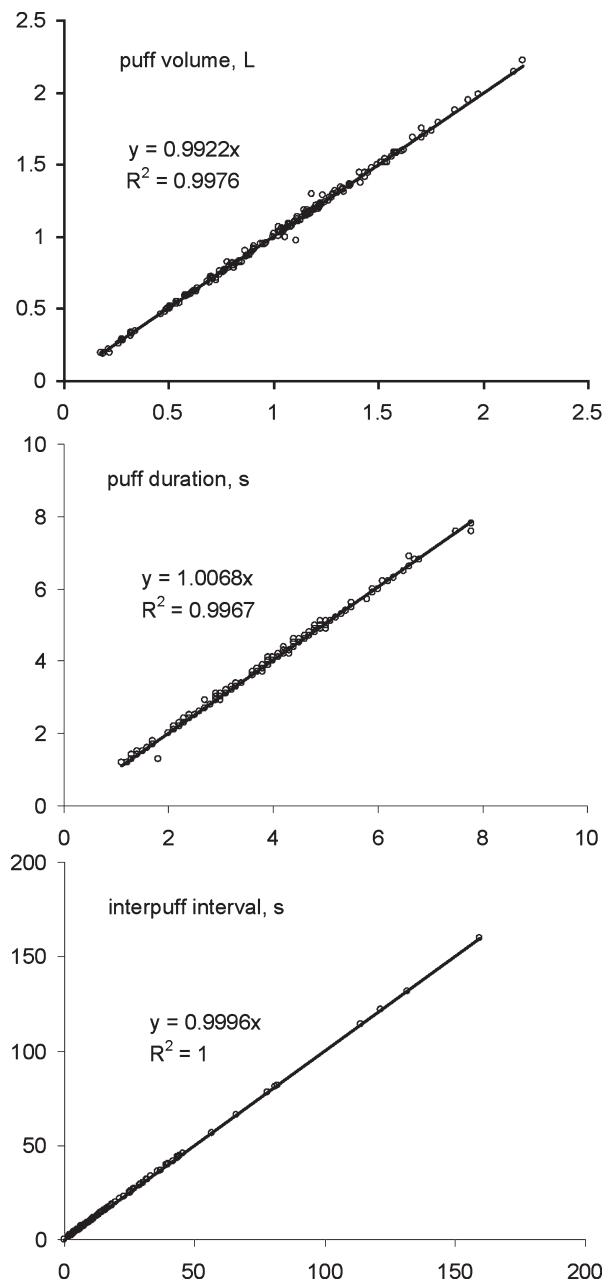 2.5
puff volume, L
2
y = 0.9922x
R² = 0.9976
1.5
1
0.5
0
0 0.5 1 1.5 2 2.5
10
puff duration, s
8
y = 1.0068x
R² = 0.9967
6
4
2
0
0 2 4 6 8 10
200
interpuff interval, s
150
y = 0.9996x
R² = 1
100
50
0
0 50 100 150 200